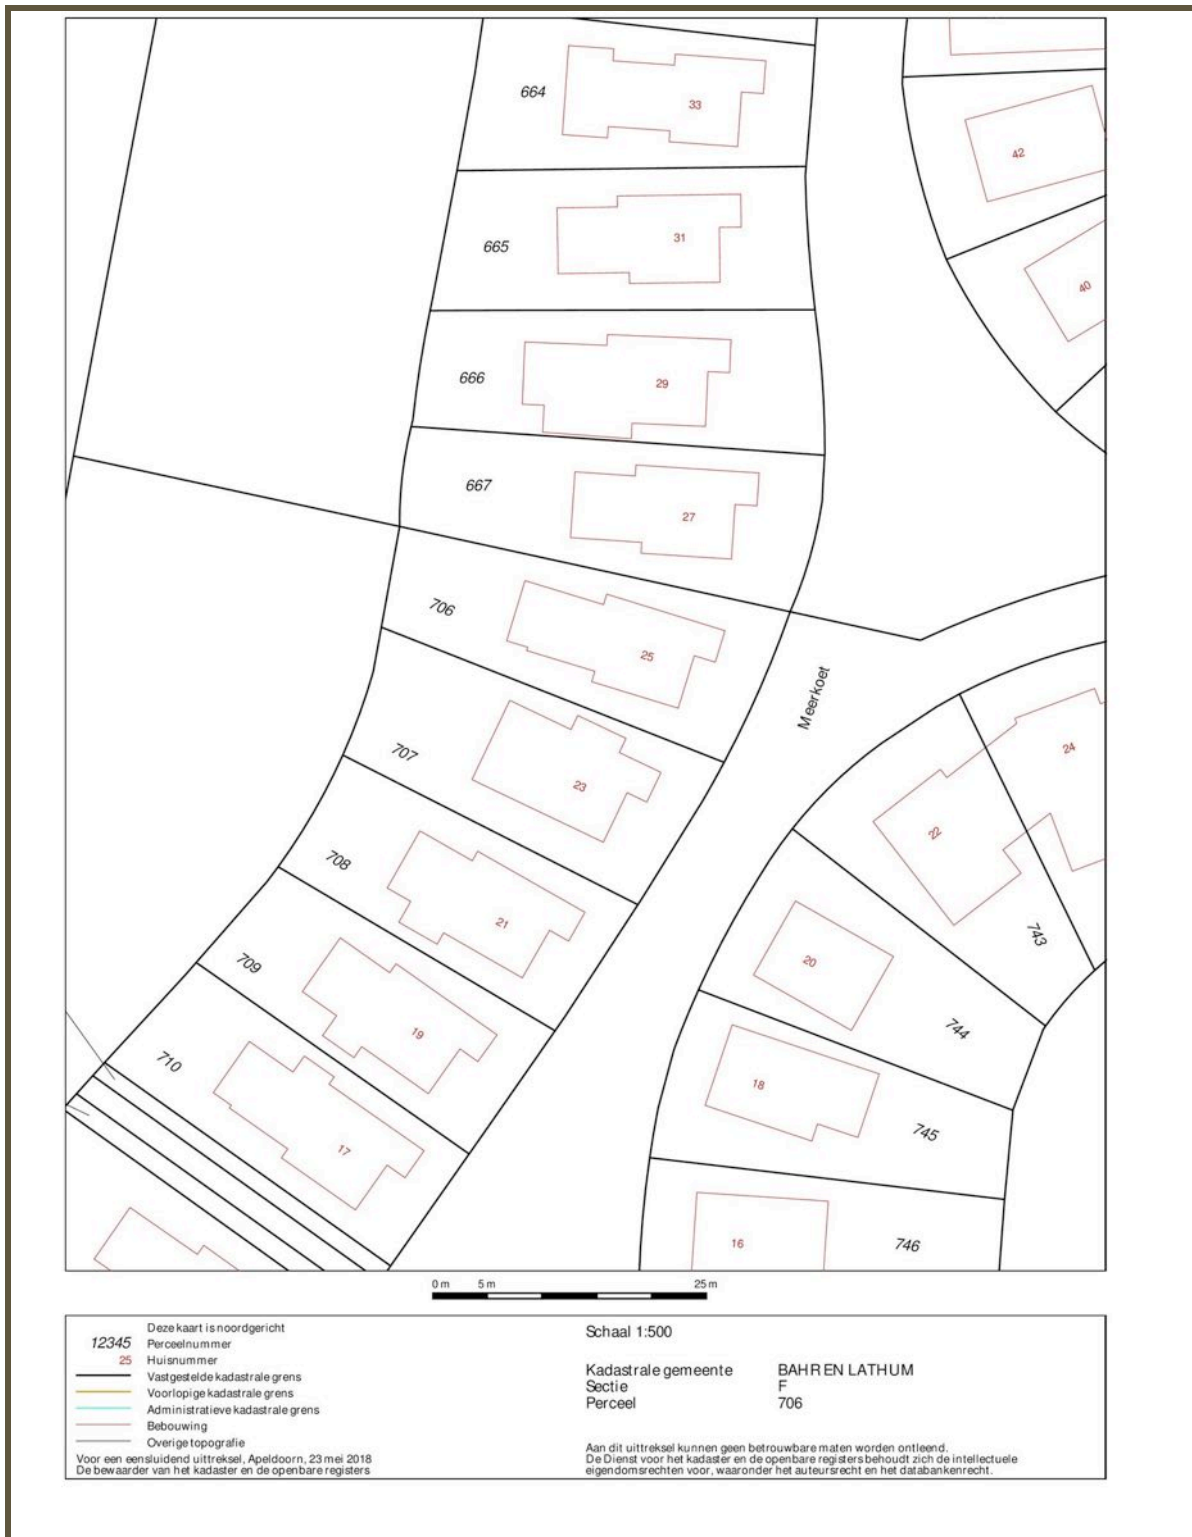 664
33
42
665
31
40
666
29
667
27
706
25
Meerkoet
707
23
24
22
708
21
743
709
20
19
744
710
18
17
745
16
746
0 m 5 m 25 m
Deze kaart is noordgericht
12345 Perceelnummer
25 Huisnummer
Vastgestelde kadastrale grens
Voorlopige kadastrale grens
Administratieve kadastrale grens
Bebouwing
Overige topografie
Voor een eensluidend uittreksel, Apeldoorn, 23 mei 2018
De bewaarder van het kadaster en de openbare registers
Schaal 1:500
Kadastrale gemeente BAHR EN LATHUM
Sectie F
Perceel 706
Aan dit uittreksel kunnen geen betrouwbare maten worden ontleend.
De Dienst voor het kadaster en de openbare registers behoudt zich de intellectuele
eigendomsrechten voor, waaronder het auteursrecht en het databankenrecht.